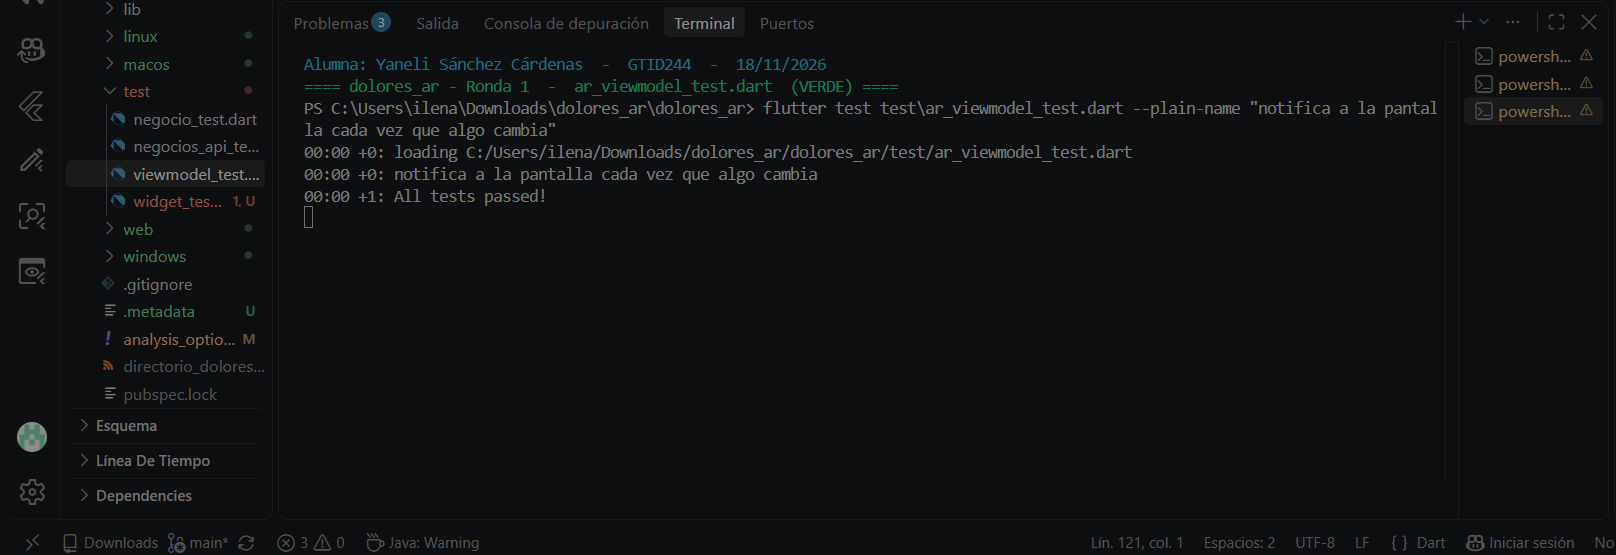 Problemas 3 Salida Consola de depuración Terminal Puertos
lib
linux
macos
test
negocio_test.dart
negocios_api_te...
viewmodel_test....
widget_tes... 1, U
web
windows
.gitignore
.metadata U
analysis_optio... M
directorio_dolores...
pubspec.lock
Esquema
Línea De Tiempo
Dependencies
Alumna: Yaneli Sánchez Cárdenas - GTID244 - 18/11/2026
==== dolores_ar - Ronda 1 - ar_viewmodel_test.dart (VERDE) ====
PS C:\Users\ilena\Downloads\dolores_ar\dolores_ar> flutter test test\ar_viewmodel_test.dart --plain-name "notifica a la pantal
la cada vez que algo cambia"
00:00 +0: loading C:/Users/ilena/Downloads/dolores_ar/dolores_ar/test/ar_viewmodel_test.dart
00:00 +0: notifica a la pantalla cada vez que algo cambia
00:00 +1: All tests passed!
powersh...
powersh...
powersh...
Downloads main* 3 0 Java: Warning Lín. 121, col. 1 Espacios: 2 UTF-8 LF { } Dart Iniciar sesión No